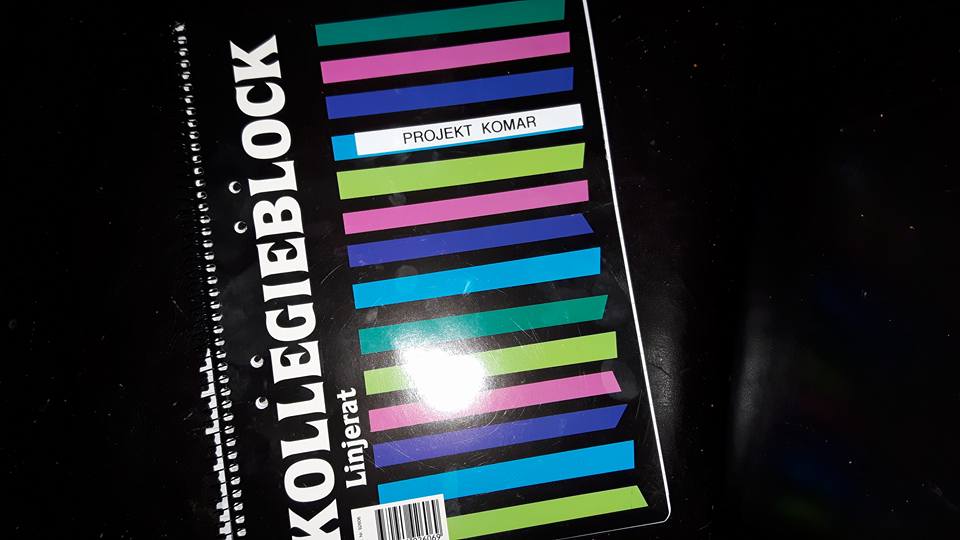 KOLLEGIEBLOCK
Linjerat
PROJEKT KOMAR